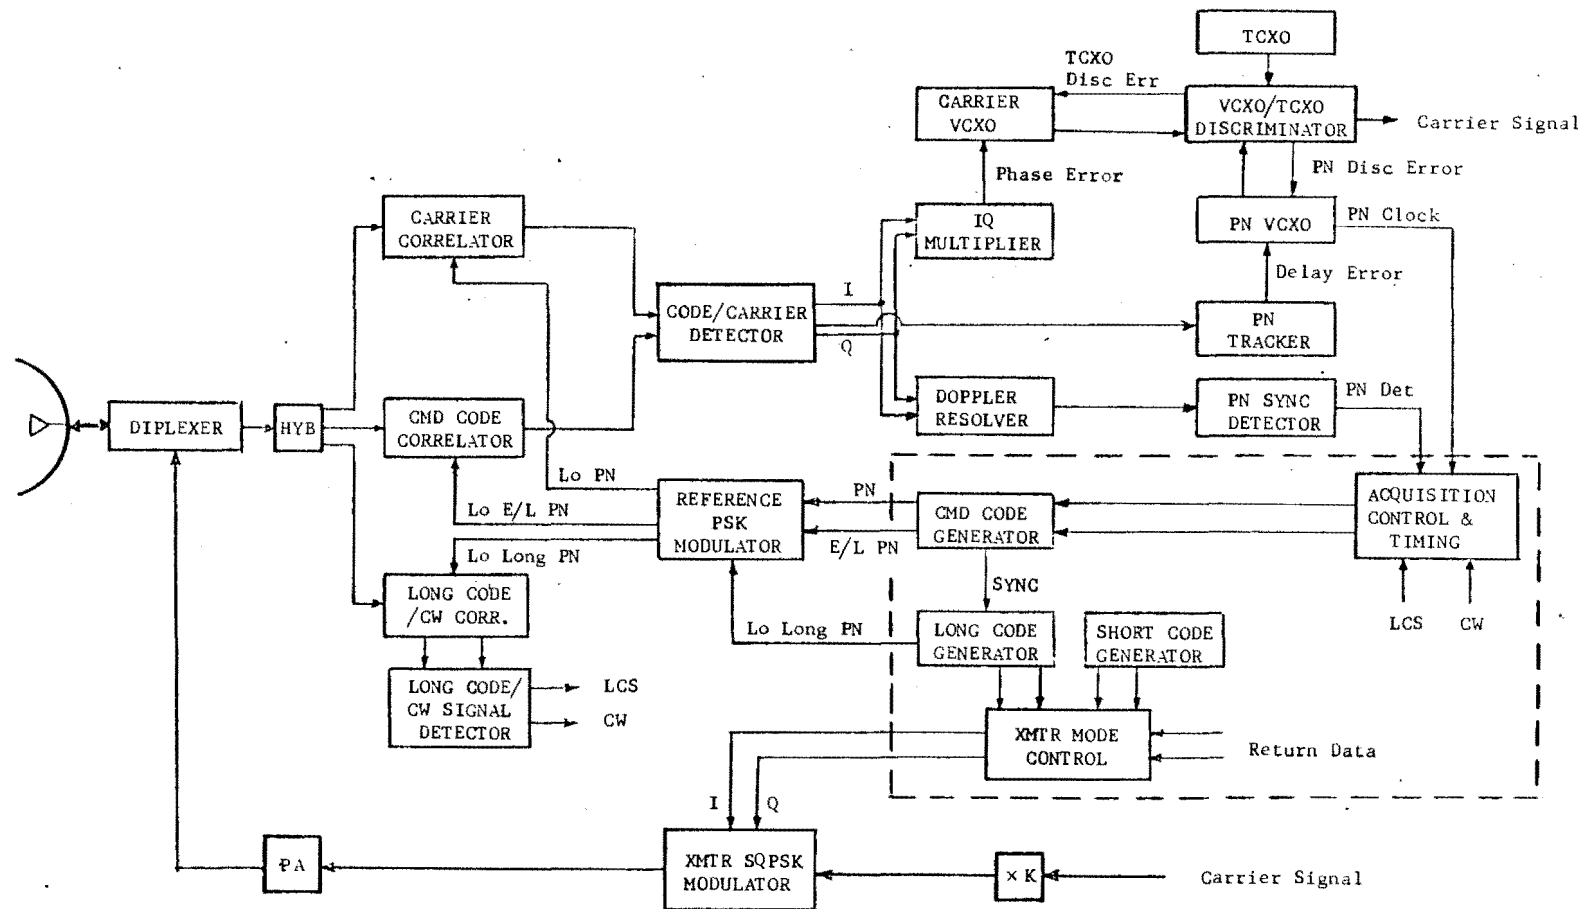 TCXO
TCXO
Disc Err
CARRIER
VCXO
VCXO/TCXO
DISCRIMINATOR
Carrier Signal
Phase Error
PN Disc Error
CARRIER
CORRELATOR
IQ
MULTIPLIER
PN VCXO
PN Clock
Delay Error
I
CODE/CARRIER
DETECTOR
Q
PN
TRACKER
DIPLEXER
HYB
CMD CODE
CORRELATOR
DOPPLER
RESOLVER
PN SYNC
DETECTOR
PN Det
Lo PN
Lo E/L PN
Lo Long PN
REFERENCE
PSK
MODULATOR
PN
E/L PN
CMD CODE
GENERATOR
ACQUISITION
CONTROL &
TIMING
SYNC
LCS
CW
LONG CODE
/CW CORR.
Lo Long PN
LONG CODE
GENERATOR
SHORT CODE
GENERATOR
LONG CODE/
CW SIGNAL
DETECTOR
LCS
CW
XMTR MODE
CONTROL
Return Data
I
Q
PA
XMTR SQPSK
MODULATOR
× K
Carrier Signal